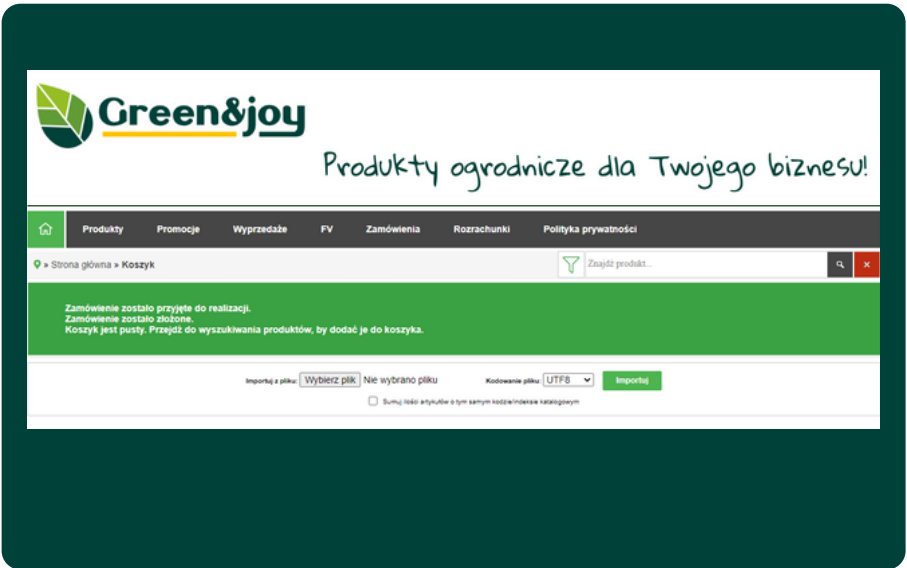 Green&joy
Produkty ogrodnicze dla Twojego biznesu!
Produkty Promocje Wyprzedaże FV Zamówienia Rozrachunki Polityka prywatności
» Strona główna » Koszyk Znajdź produkt... ×
Zamówienie zostało przyjęte do realizacji.
Zamówienie zostało złożone.
Koszyk jest pusty. Przejdź do wyszukiwania produktów, by dodać je do koszyka.
Importuj z pliku: Wybierz plik Nie wybrano pliku Kodowanie pliku: UTF8 Importuj
Sumuj ilości artykułów o tym samym kodzie/indeksie katalogowym